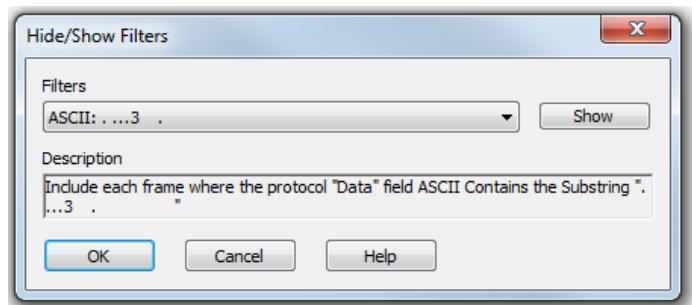 Hide/Show Filters
Filters
ASCII: . ...3   .
Show
Description
Include each frame where the protocol "Data" field ASCII Contains the Substring ".
...3   .                "
OK
Cancel
Help